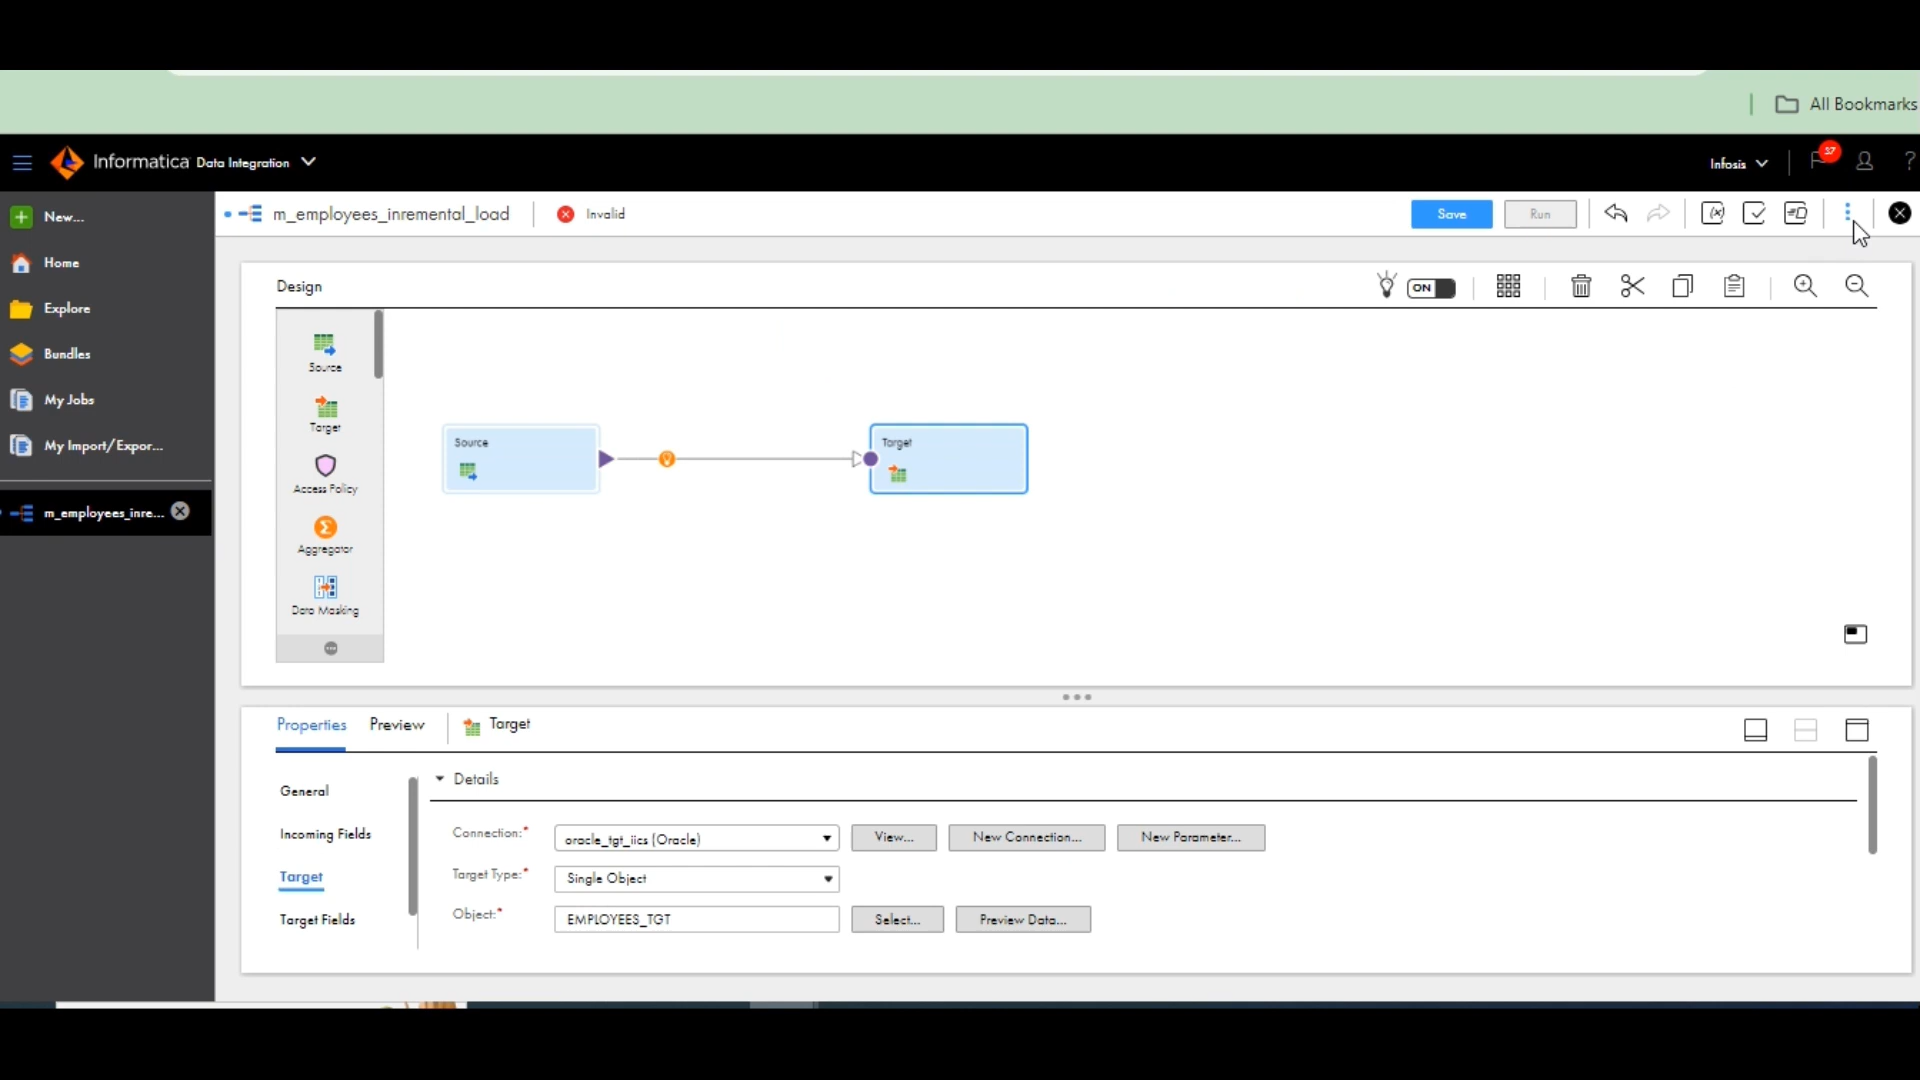 All Bookmarks
Informatica Data Integration
Infosis
37
?
New...
m_employees_inremental_load
Invalid
Save
Run
Home
Explore
Bundles
My Jobs
My Import/Expor...
m_employees_inre...
Design
ON
Source
Target
Access Policy
Aggregator
Data Masking
Source
Target
Properties
Preview
Target
General
Incoming Fields
Target
Target Fields
Details
Connection:*
oracle_tgt_iics (Oracle)
View...
New Connection...
New Parameter...
Target Type:*
Single Object
Object:*
EMPLOYEES_TGT
Select...
Preview Data...